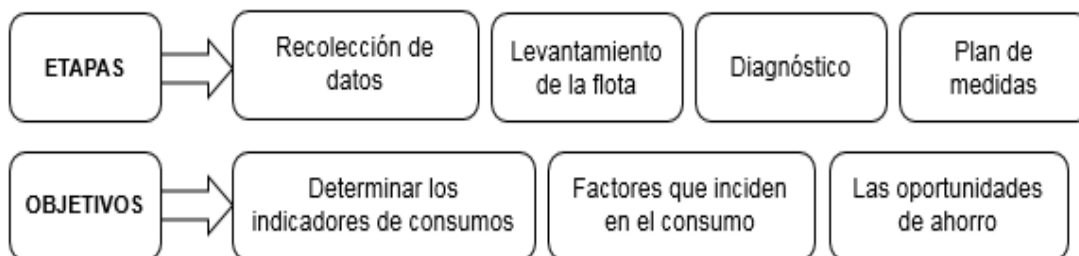 ETAPAS
Recolección de
datos
Levantamiento
de la flota
Diagnóstico
Plan de
medidas
OBJETIVOS
Determinar los
indicadores de consumos
Factores que inciden
en el consumo
Las oportunidades
de ahorro